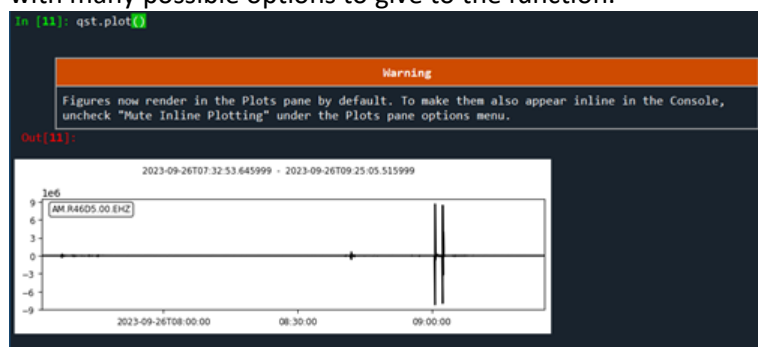 with many possible options to give to the function.
In [11]: qst.plot()
Warning
Figures now render in the Plots pane by default. To make them also appear inline in the Console,
uncheck "Mute Inline Plotting" under the Plots pane options menu.
Out[11]:
2023-09-26T07:32:53.645999 - 2023-09-26T09:25:05.515999
1e6
9
AM.R46D5.00.EHZ
6
3
0
−3
−6
−9
2023-09-26T08:00:00 08:30:00 09:00:00